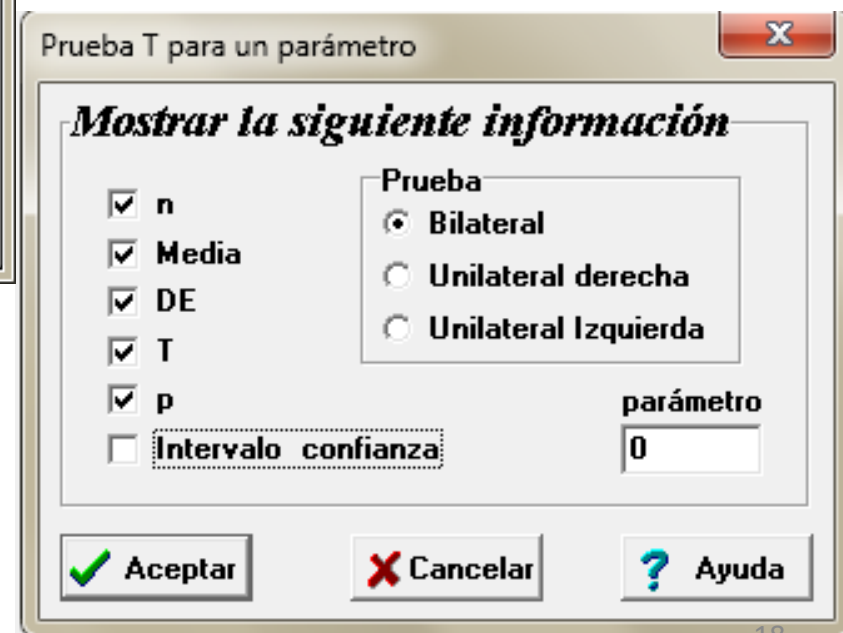 Prueba T para un parámetro
Mostrar la siguiente información
n
Media
DE
T
p
Intervalo confianza
Prueba
Bilateral
Unilateral derecha
Unilateral Izquierda
parámetro
0
Aceptar
Cancelar
? Ayuda
18